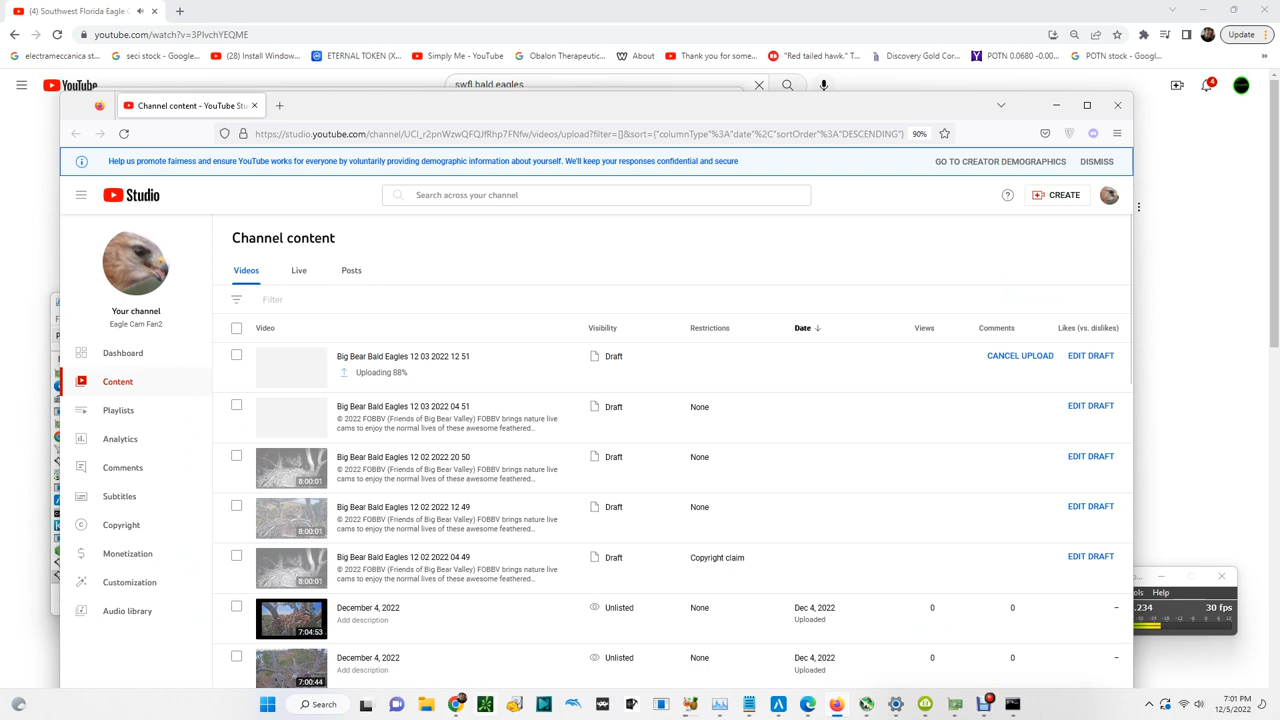 (4) Southwest Florida Eagle C
youtube.com/watch?v=3PIvchYEQME
Update
electrameccanica st...
seci stock - Google...
(28) Install Window...
ETERNAL TOKEN (X...
Simply Me - YouTube
Obalon Therapeutic...
About
Thank you for somet...
"Red tailed hawk." T...
Discovery Gold Cor...
POTN 0.0680 -0.00...
POTN stock - Googl...
»
YouTube
swfl bald eagles
4
Channel content - YouTube Stu
https://studio.youtube.com/channel/UCI_r2pnWzwQFQJfRhp7FNfw/videos/upload?filter=[]&sort={"columnType"%3A"date"%2C"sortOrder"%3A"DESCENDING"}
90%
Help us promote fairness and ensure YouTube works for everyone by voluntarily providing demographic information about yourself. We'll keep your responses confidential and secure
GO TO CREATOR DEMOGRAPHICS
DISMISS
Studio
Search across your channel
CREATE
Channel content
Videos
Live
Posts
Your channel
Eagle Cam Fan2
Filter
Video
Visibility
Restrictions
Date
Views
Comments
Likes (vs. dislikes)
Dashboard
Content
Playlists
Analytics
Comments
Subtitles
Copyright
Monetization
Customization
Audio library
Big Bear Bald Eagles 12 03 2022 12 51
Uploading 88%
Draft
CANCEL UPLOAD
EDIT DRAFT
Big Bear Bald Eagles 12 03 2022 04 51
© 2022 FOBBV (Friends of Big Bear Valley) FOBBV brings nature live
cams to enjoy the normal lives of these awesome feathered...
Draft
None
EDIT DRAFT
8:00:01
Big Bear Bald Eagles 12 02 2022 20 50
© 2022 FOBBV (Friends of Big Bear Valley) FOBBV brings nature live
cams to enjoy the normal lives of these awesome feathered...
Draft
None
EDIT DRAFT
8:00:01
Big Bear Bald Eagles 12 02 2022 12 49
© 2022 FOBBV (Friends of Big Bear Valley) FOBBV brings nature live
cams to enjoy the normal lives of these awesome feathered...
Draft
None
EDIT DRAFT
8:00:01
Big Bear Bald Eagles 12 02 2022 04 49
© 2022 FOBBV (Friends of Big Bear Valley) FOBBV brings nature live
cams to enjoy the normal lives of these awesome feathered...
Draft
Copyright claim
EDIT DRAFT
7:04:53
December 4, 2022
Add description
Unlisted
None
Dec 4, 2022
Uploaded
0
0
–
7:00:44
December 4, 2022
Add description
Unlisted
None
Dec 4, 2022
Uploaded
0
0
–
o...
ols
Help
.234
30 fps
Search
7:01 PM
12/5/2022